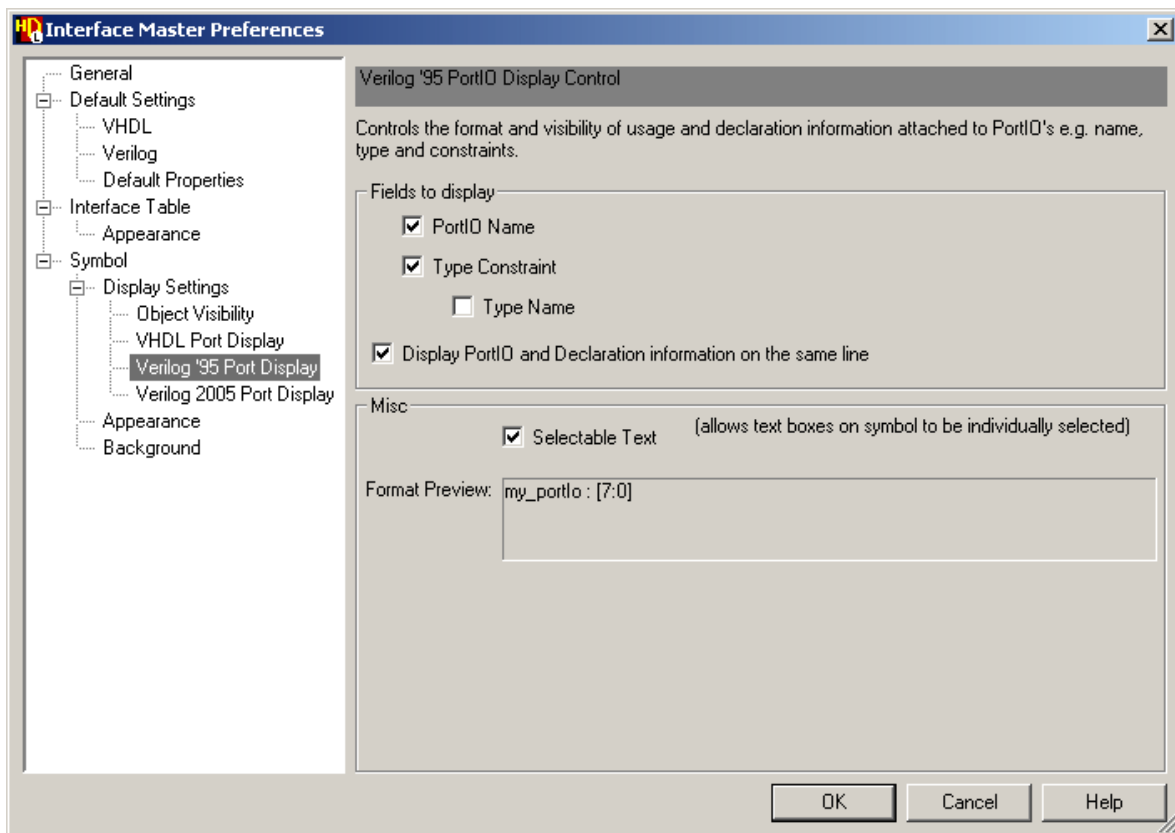 HDL Interface Master Preferences
General
Default Settings
VHDL
Verilog
Default Properties
Interface Table
Appearance
Symbol
Display Settings
Object Visibility
VHDL Port Display
Verilog '95 Port Display
Verilog 2005 Port Display
Appearance
Background
Verilog '95 PortIO Display Control
Controls the format and visibility of usage and declaration information attached to PortIO's e.g. name,
type and constraints.
Fields to display
PortIO Name
Type Constraint
Type Name
Display PortIO and Declaration information on the same line
Misc
Selectable Text
(allows text boxes on symbol to be individually selected)
Format Preview:
my_portIo : [7:0]
OK
Cancel
Help